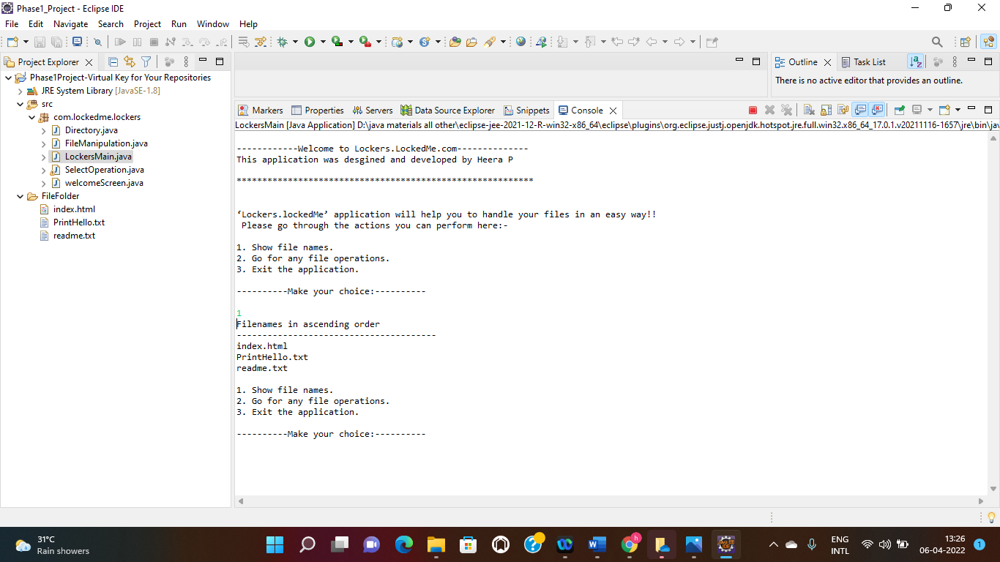 Phase1_Project - Eclipse IDE
File Edit Navigate Search Project Run Window Help
Project Explorer
Phase1Project-Virtual Key for Your Repositories
JRE System Library [JavaSE-1.8]
src
com.lockedme.lockers
Directory.java
FileManipulation.java
LockersMain.java
SelectOperation.java
welcomeScreen.java
FileFolder
index.html
PrintHello.txt
readme.txt
Outline Task List
There is no active editor that provides an outline.
Markers Properties Servers Data Source Explorer Snippets Console
LockersMain [Java Application] D:\java materials all other\eclipse-jee-2021-12-R-win32-x86_64\eclipse\plugins\org.eclipse.justj.openjdk.hotspot.jre.full.win32.x86_64_17.0.1.v20211116-1657\jre\bin\jav
------------Welcome to Lockers.LockedMe.com--------------
This application was desgined and developed by Heera P
**********************************************************
‘Lockers.lockedMe’ application will help you to handle your files in an easy way!!
Please go through the actions you can perform here:-
1. Show file names.
2. Go for any file operations.
3. Exit the application.
----------Make your choice:----------
1
Filenames in ascending order
---------------------------------------
index.html
PrintHello.txt
readme.txt
1. Show file names.
2. Go for any file operations.
3. Exit the application.
----------Make your choice:----------
31°C
Rain showers
ENG
INTL
13:26
06-04-2022
1